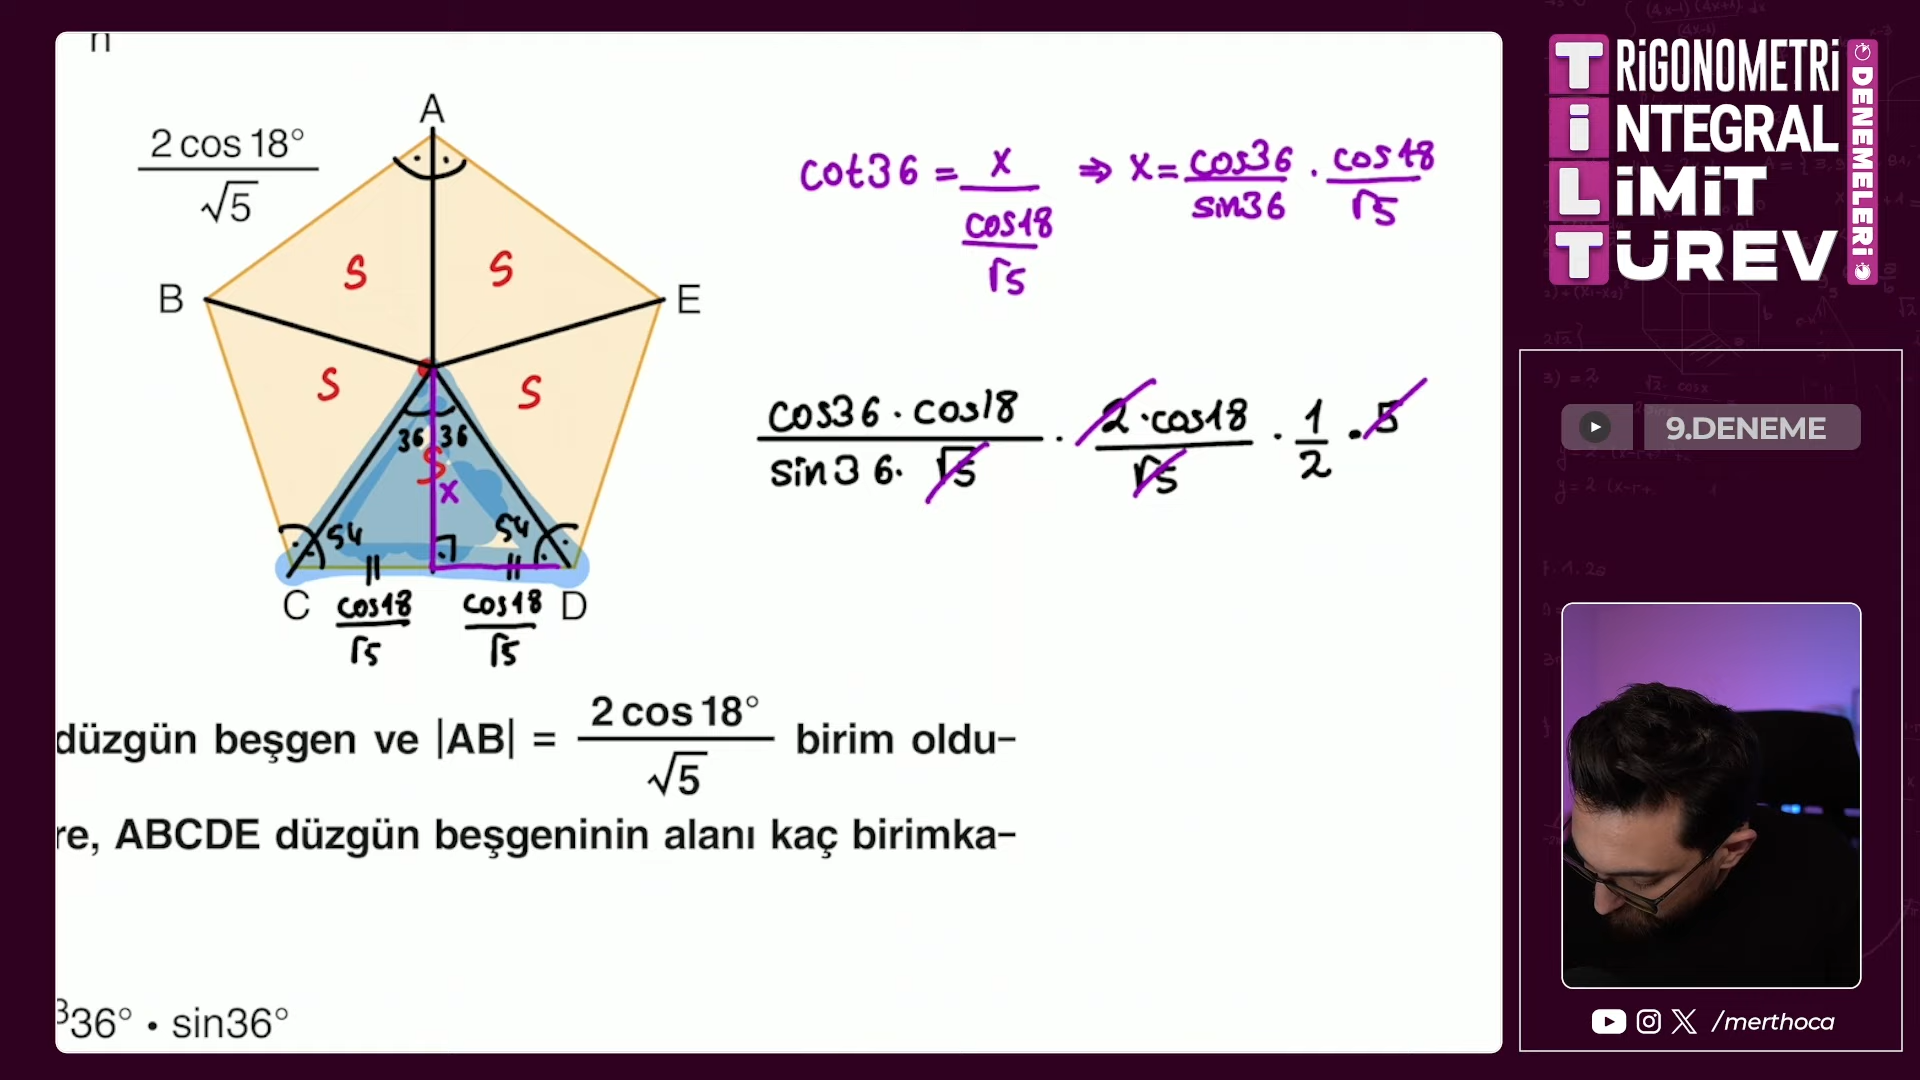 n
A
2 cos 18°
√5
B
E
S
S
S
S
36
36
S
x
54
54
C
D
cos18
√5
cos18
√5
cot36 = x / (cos18 / √5) ⇒ x = cos36 / sin36 · cos18 / √5
cos36 · cos18 / sin36 · √5 · 2·cos18 / √5 · 1/2 · 5
düzgün beşgen ve |AB| = 2 cos 18° / √5 birim oldu-
re, ABCDE düzgün beşgeninin alanı kaç birimka-
³36° • sin36°
TRiGONOMETRi
iNTEGRAL
LiMiT
TÜREV
DENEMELERİ
9.DENEME
/merthoca